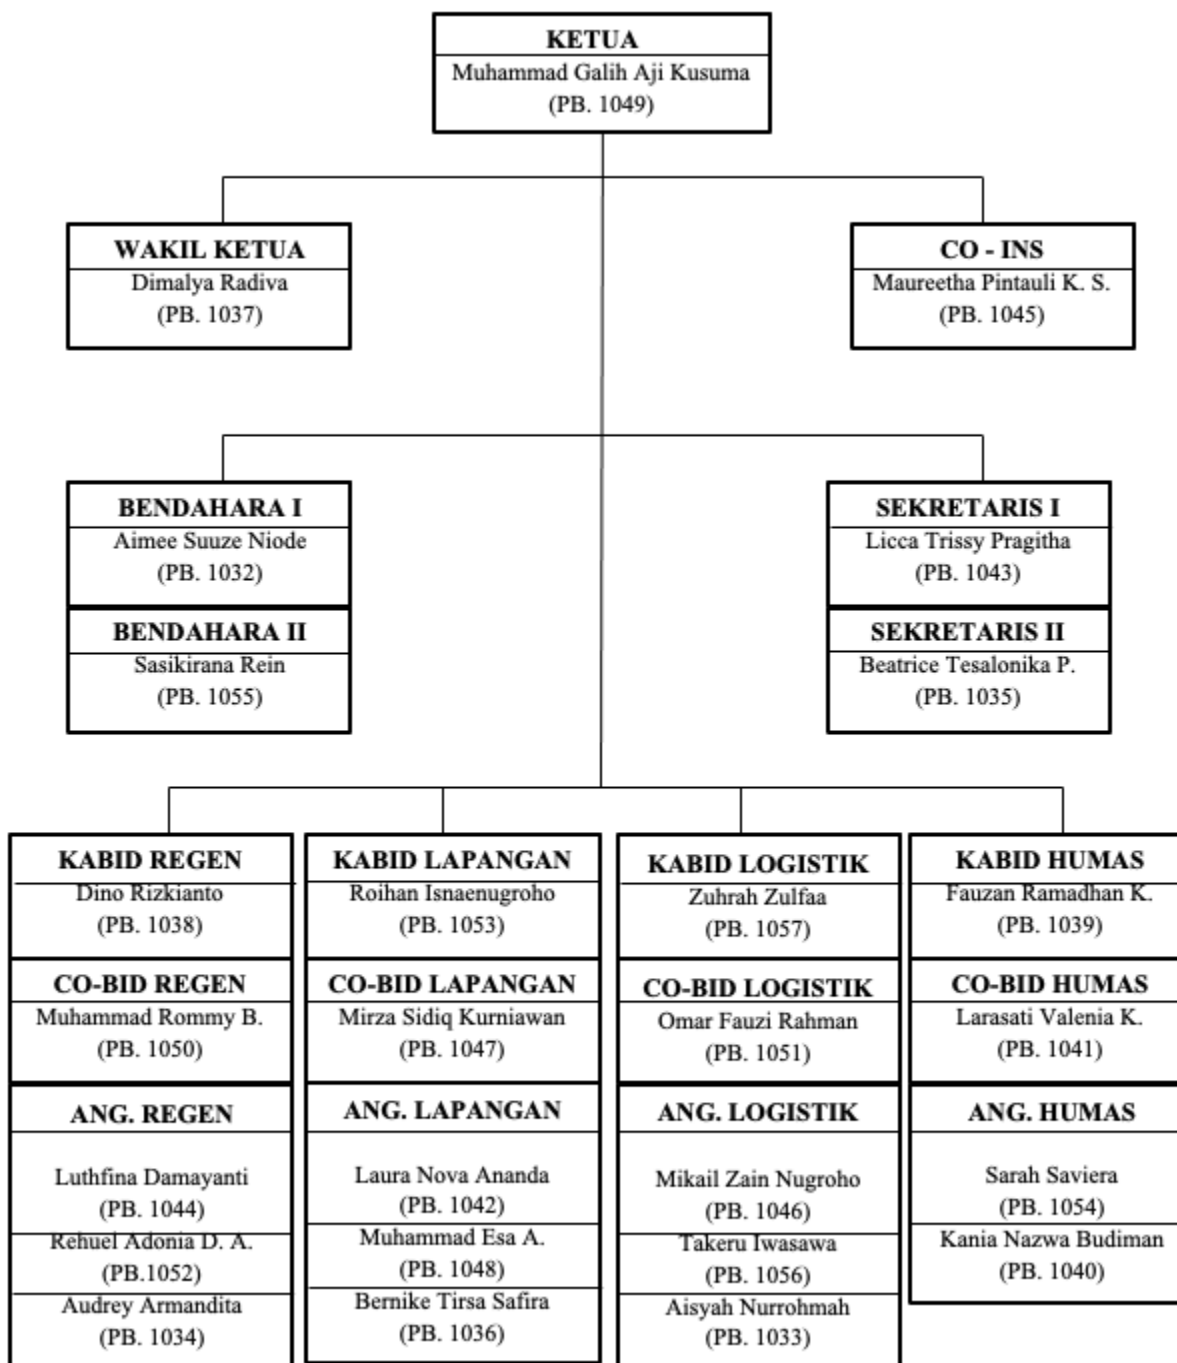 KETUA
Muhammad Galih Aji Kusuma
(PB. 1049)
WAKIL KETUA
Dimalya Radiva
(PB. 1037)
CO - INS
Maureetha Pintauli K. S.
(PB. 1045)
BENDAHARA I
Aimee Suuze Niode
(PB. 1032)
BENDAHARA II
Sasikirana Rein
(PB. 1055)
SEKRETARIS I
Licca Trissy Pragitha
(PB. 1043)
SEKRETARIS II
Beatrice Tesalonika P.
(PB. 1035)
KABID REGEN
Dino Rizkianto
(PB. 1038)
CO-BID REGEN
Muhammad Rommy B.
(PB. 1050)
ANG. REGEN
Luthfina Damayanti
(PB. 1044)
Rehuel Adonia D. A.
(PB.1052)
Audrey Armandita
(PB. 1034)
KABID LAPANGAN
Roihan Isnaenugroho
(PB. 1053)
CO-BID LAPANGAN
Mirza Sidiq Kurniawan
(PB. 1047)
ANG. LAPANGAN
Laura Nova Ananda
(PB. 1042)
Muhammad Esa A.
(PB. 1048)
Bernike Tirsa Safira
(PB. 1036)
KABID LOGISTIK
Zuhrah Zulfaa
(PB. 1057)
CO-BID LOGISTIK
Omar Fauzi Rahman
(PB. 1051)
ANG. LOGISTIK
Mikail Zain Nugroho
(PB. 1046)
Takeru Iwasawa
(PB. 1056)
Aisyah Nurrohmah
(PB. 1033)
KABID HUMAS
Fauzan Ramadhan K.
(PB. 1039)
CO-BID HUMAS
Larasati Valenia K.
(PB. 1041)
ANG. HUMAS
Sarah Saviera
(PB. 1054)
Kania Nazwa Budiman
(PB. 1040)